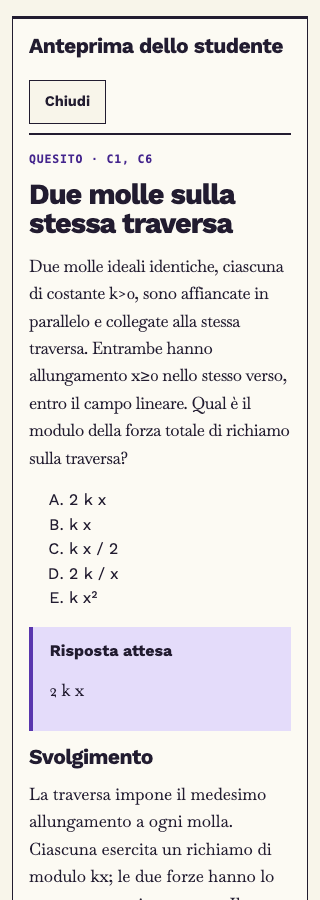 Anteprima dello studente
Chiudi
QUESITO · C1, C6
Due molle sulla
stessa traversa
Due molle ideali identiche, ciascuna
di costante k>0, sono affiancate in
parallelo e collegate alla stessa
traversa. Entrambe hanno
allungamento x≥0 nello stesso verso,
entro il campo lineare. Qual è il
modulo della forza totale di richiamo
sulla traversa?
A. 2 k x
B. k x
C. k x / 2
D. 2 k / x
E. k x²
Risposta attesa
2 k x
Svolgimento
La traversa impone il medesimo
allungamento a ogni molla.
Ciascuna esercita un richiamo di
modulo kx; le due forze hanno lo